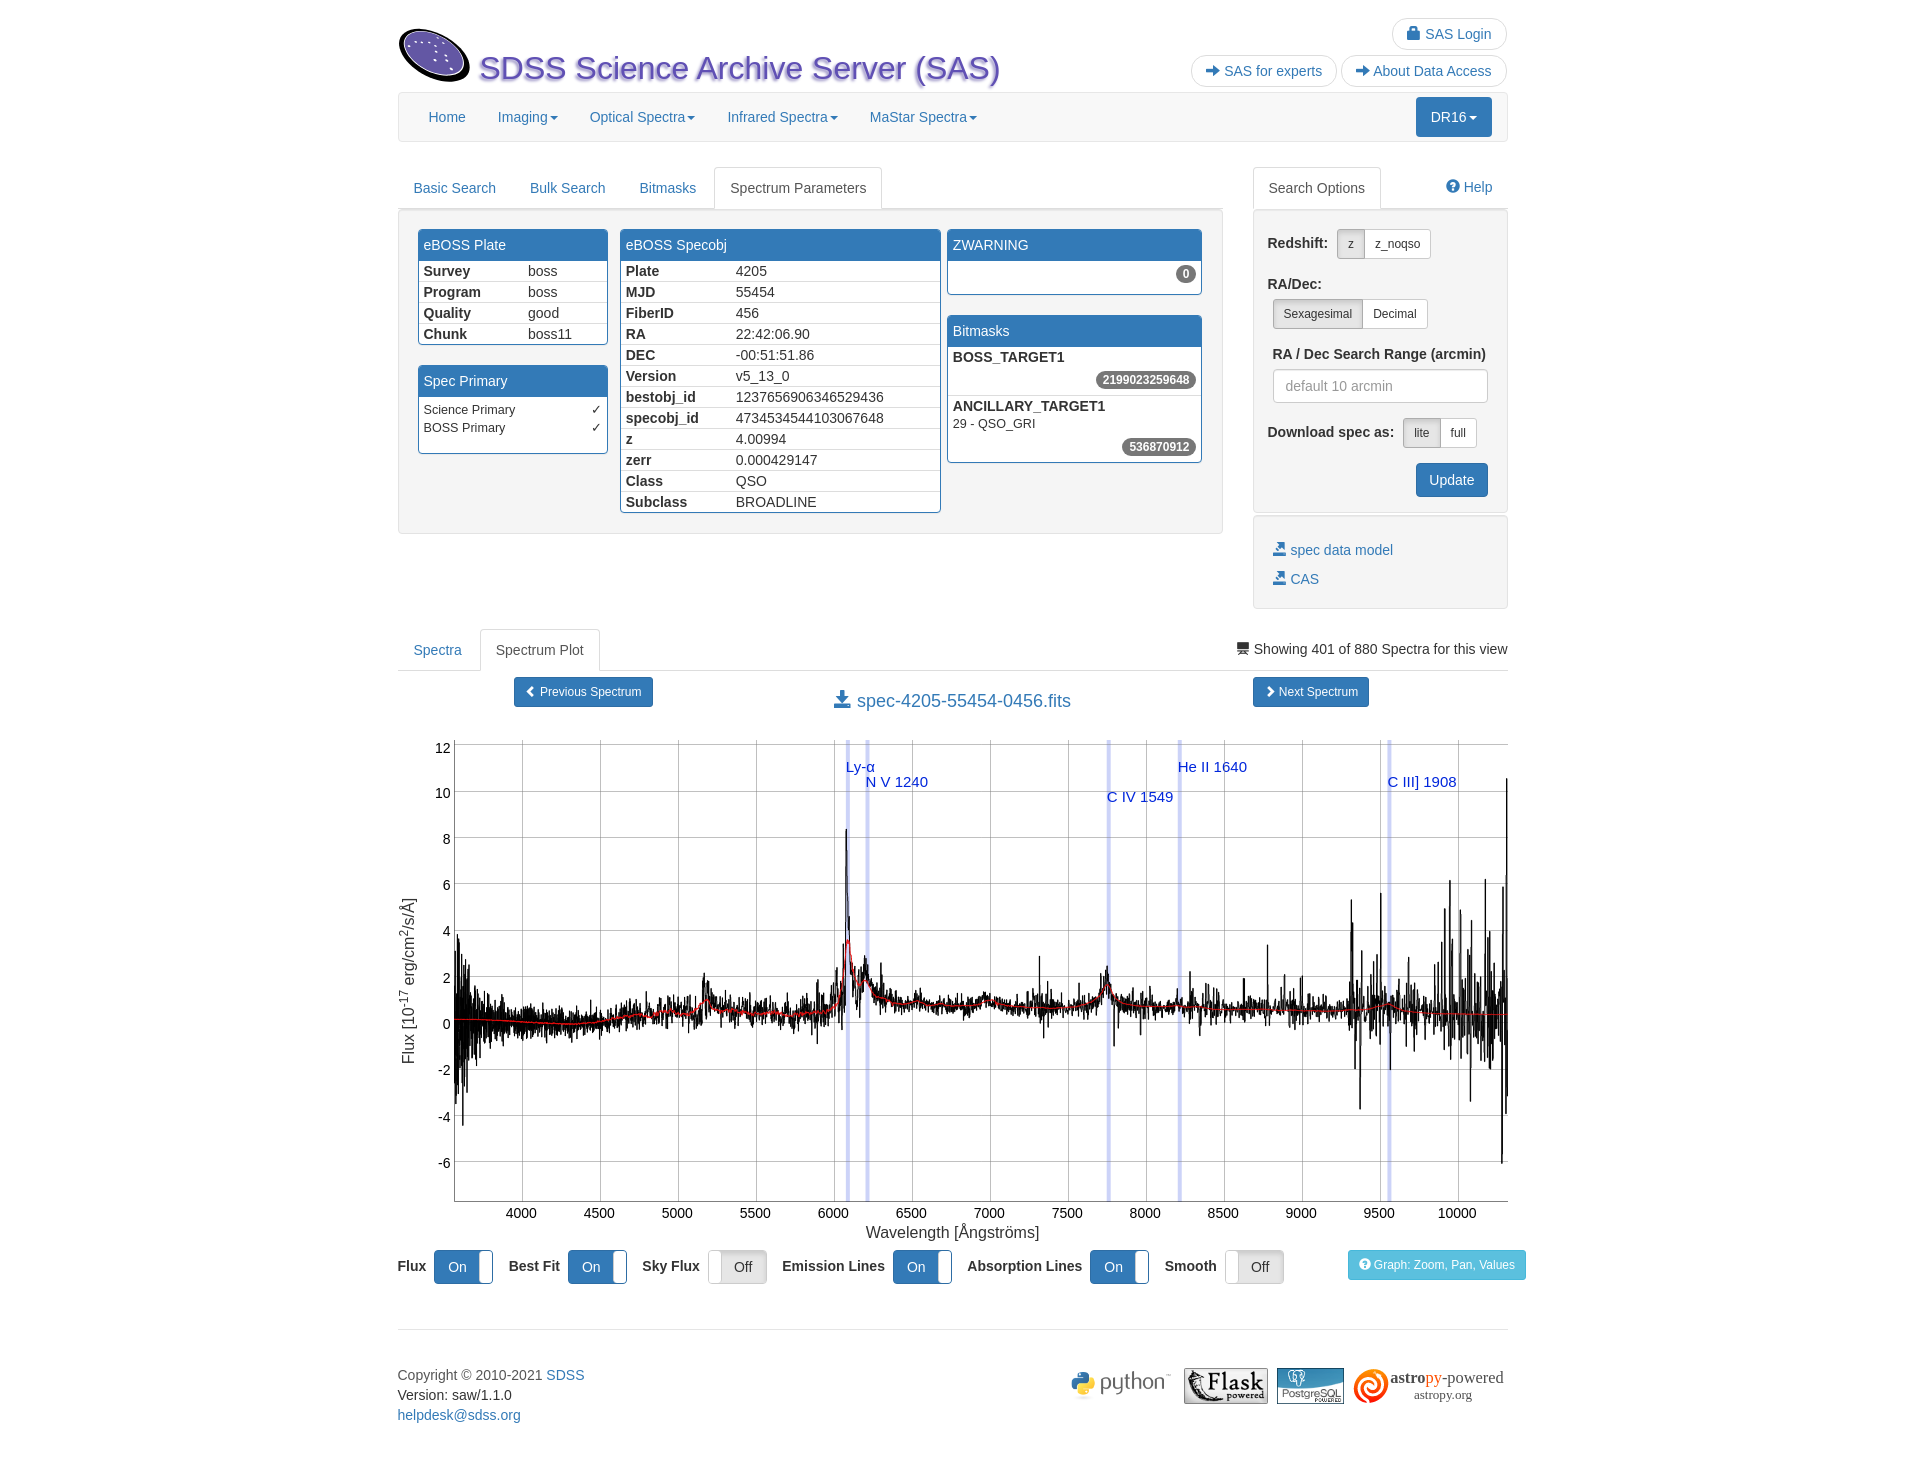 SAS Login
SDSS Science Archive Server (SAS)
SAS for experts
About Data Access
Home
Imaging
Optical Spectra
Infrared Spectra
MaStar Spectra
DR16
Basic Search
Bulk Search
Bitmasks
Spectrum Parameters
Search Options
Help
eBOSS Plate
Survey boss
Program boss
Quality good
Chunk boss11
Spec Primary
Science Primary ✓
BOSS Primary ✓
eBOSS Specobj
Plate 4205
MJD 55454
FiberID 456
RA 22:42:06.90
DEC -00:51:51.86
Version v5_13_0
bestobj_id 1237656906346529436
specobj_id 4734534544103067648
z 4.00994
zerr 0.000429147
Class QSO
Subclass BROADLINE
ZWARNING
0
Bitmasks
BOSS_TARGET1
2199023259648
ANCILLARY_TARGET1
29 - QSO_GRI
536870912
Redshift: z z_noqso
RA/Dec:
Sexagesimal Decimal
RA / Dec Search Range (arcmin)
default 10 arcmin
Download spec as: lite full
Update
spec data model
CAS
Spectra
Spectrum Plot
Showing 401 of 880 Spectra for this view
Previous Spectrum
spec-4205-55454-0456.fits
Next Spectrum
12
10
8
6
4
2
0
-2
-4
-6
Flux [10-17 erg/cm2/s/Å]
Ly-α
N V 1240
C IV 1549
He II 1640
C III] 1908
4000 4500 5000 5500 6000 6500 7000 7500 8000 8500 9000 9500 10000
Wavelength [Ångströms]
Flux On Best Fit On Sky Flux Off Emission Lines On Absorption Lines On Smooth Off
Graph: Zoom, Pan, Values
Copyright © 2010-2021 SDSS
Version: saw/1.1.0
helpdesk@sdss.org
python
Flask
powered
PostgreSQL
POWERED
astropy-powered
astropy.org